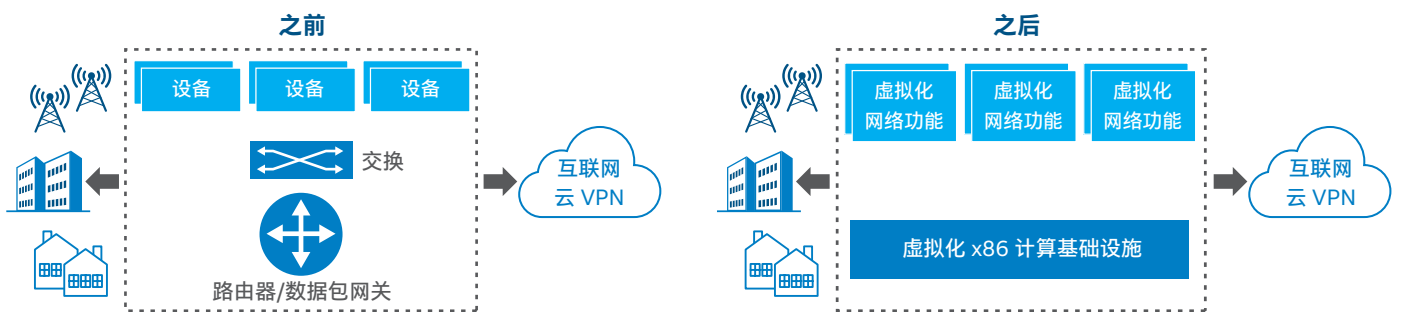 之前
设备
设备
设备
交换
路由器/数据包网关
互联网
云 VPN
之后
虚拟化
网络功能
虚拟化
网络功能
虚拟化
网络功能
虚拟化 x86 计算基础设施
互联网
云 VPN